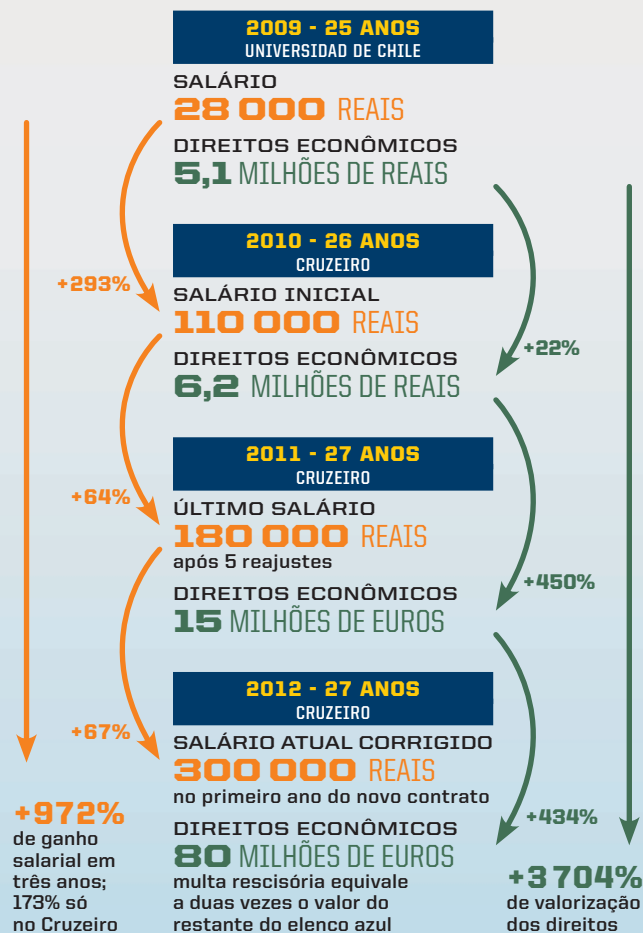 2009 - 25 ANOS
UNIVERSIDAD DE CHILE
SALÁRIO
28 000 REAIS
DIREITOS ECONÔMICOS
5,1 MILHÕES DE REAIS
2010 - 26 ANOS
CRUZEIRO
+293%
SALÁRIO INICIAL
110 000 REAIS
+22%
DIREITOS ECONÔMICOS
6,2 MILHÕES DE REAIS
2011 - 27 ANOS
CRUZEIRO
+64%
ÚLTIMO SALÁRIO
180 000 REAIS
após 5 reajustes
+450%
DIREITOS ECONÔMICOS
15 MILHÕES DE EUROS
2012 - 27 ANOS
CRUZEIRO
+67%
SALÁRIO ATUAL CORRIGIDO
300 000 REAIS
no primeiro ano do novo contrato
+434%
DIREITOS ECONÔMICOS
80 MILHÕES DE EUROS
multa rescisória equivale
a duas vezes o valor do
restante do elenco azul
+972%
de ganho
salarial em
três anos;
173% só
no Cruzeiro
+3 704%
de valorização
dos direitos